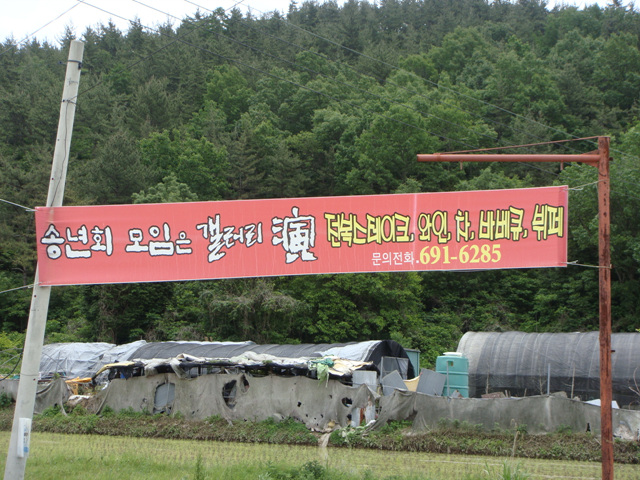 송년회 모임은 갤러리 演 전복스테이크, 와인, 차, 바베큐, 뷔페
문의전화.691-6285